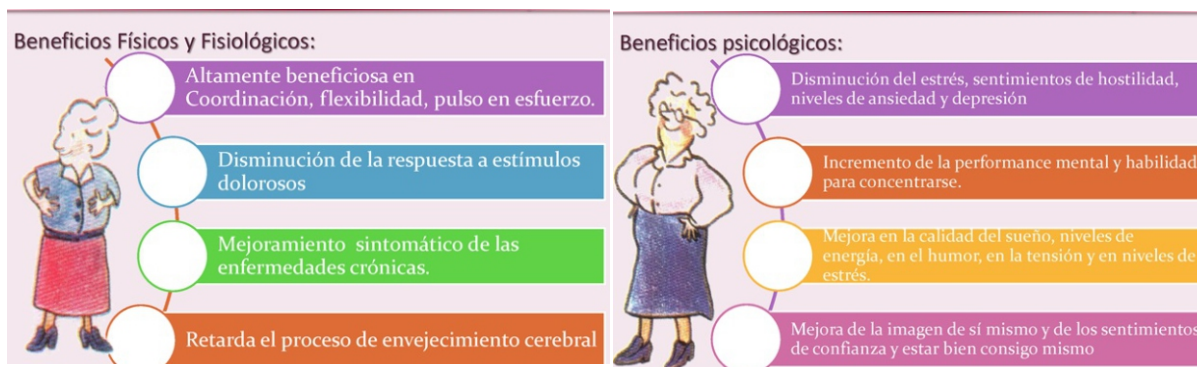 Beneficios Físicos y Fisiológicos:
Altamente beneficiosa en
Coordinación, flexibilidad, pulso en esfuerzo.
Disminución de la respuesta a estímulos
dolorosos
Mejoramiento sintomático de las
enfermedades crónicas.
Retarda el proceso de envejecimiento cerebral
Beneficios psicológicos:
Disminución del estrés, sentimientos de hostilidad,
niveles de ansiedad y depresión
Incremento de la performance mental y habilidad
para concentrarse.
Mejora en la calidad del sueño, niveles de
energía, en el humor, en la tensión y en niveles de
estrés.
Mejora de la imagen de sí mismo y de los sentimientos
de confianza y estar bien consigo mismo